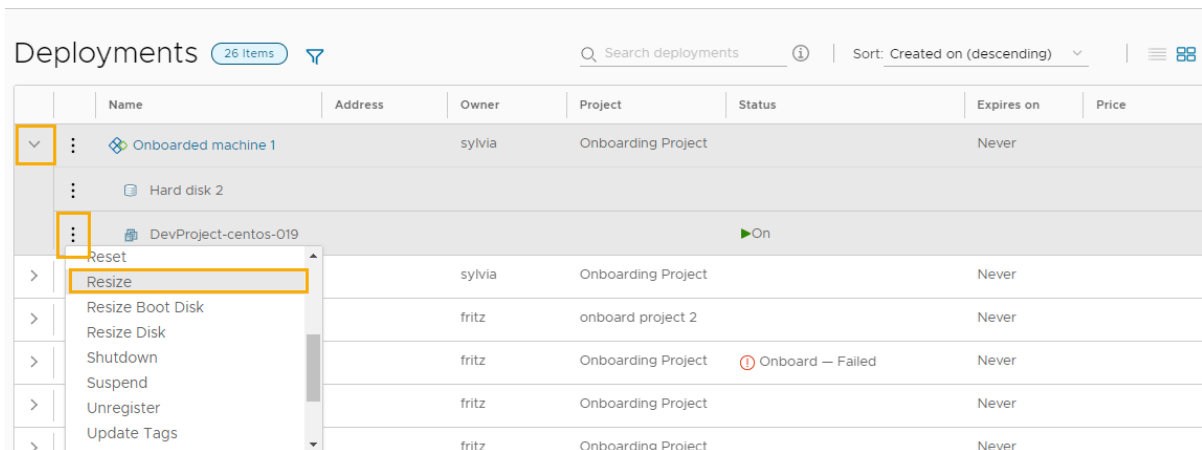 Deployments 26 Items Search deployments Sort: Created on (descending)
Name Address Owner Project Status Expires on Price
Onboarded machine 1 sylvia Onboarding Project Never
Hard disk 2
DevProject-centos-019 On
Reset
Resize sylvia Onboarding Project Never
Resize Boot Disk
fritz onboard project 2 Never
Resize Disk
Shutdown fritz Onboarding Project Onboard — Failed Never
Suspend
Unregister fritz Onboarding Project Never
Update Tags
fritz Onboarding Project Never